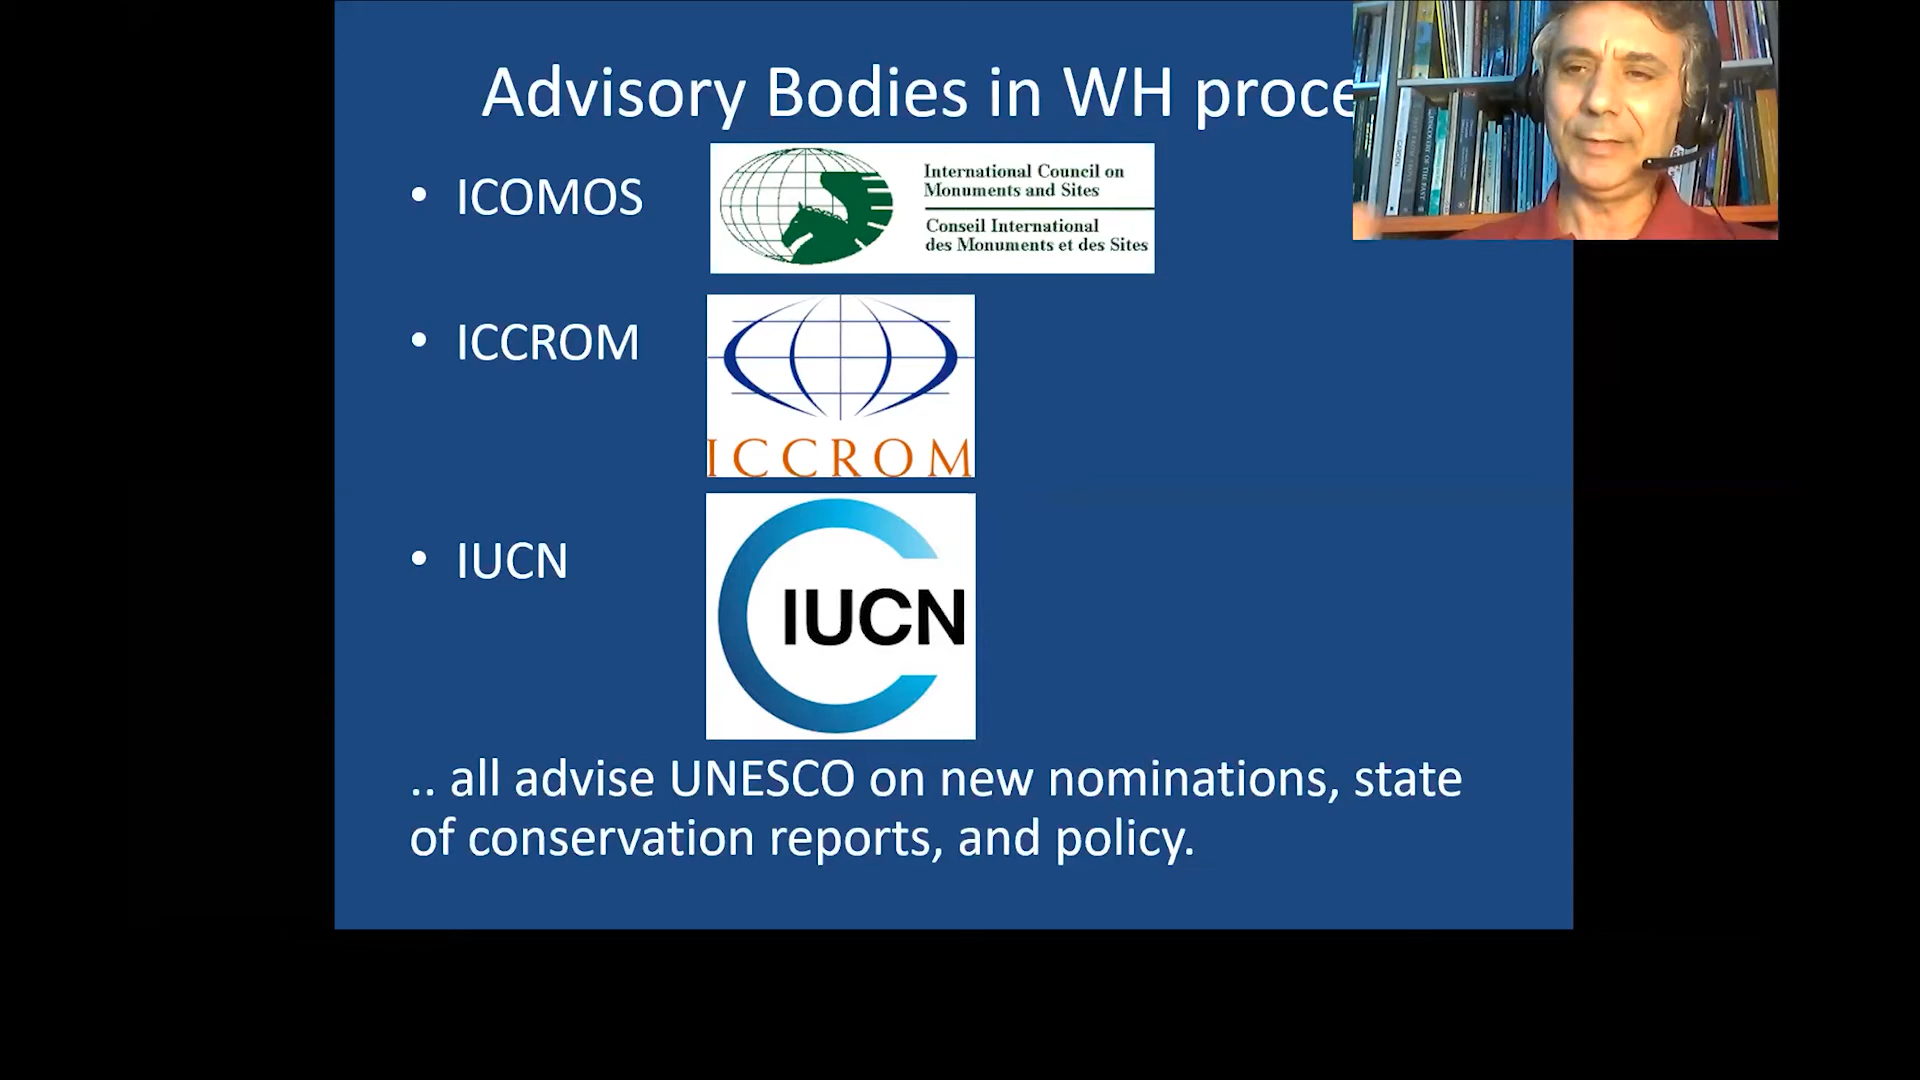 Advisory Bodies in WH proce
• ICOMOS
International Council on
Monuments and Sites
Conseil International
des Monuments et des Sites
• ICCROM
ICCROM
• IUCN
IUCN
.. all advise UNESCO on new nominations, state
of conservation reports, and policy.